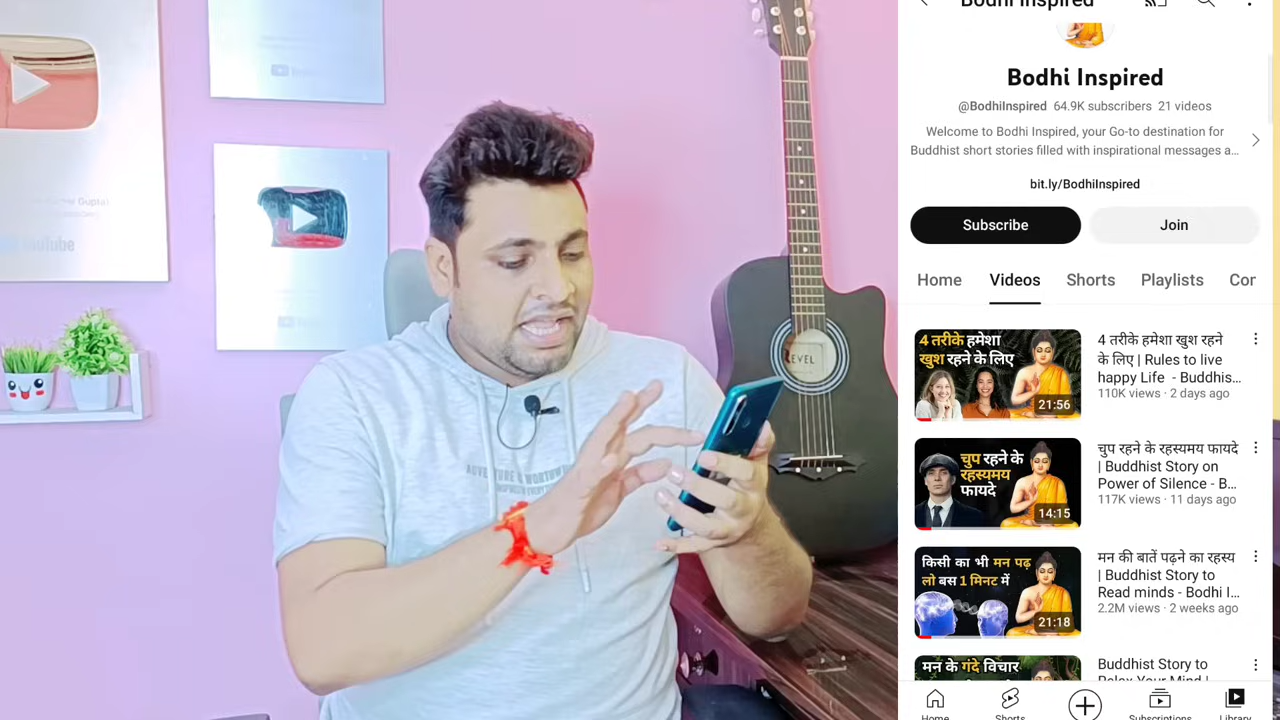 Bodhi Inspired
Bodhi Inspired
@BodhiInspired 64.9K subscribers 21 videos
Welcome to Bodhi Inspired, your Go-to destination for
Buddhist short stories filled with inspirational messages a...
bit.ly/BodhiInspired
Subscribe
Join
Home
Videos
Shorts
Playlists
Cor
4 तरीके हमेशा
खुश रहने के लिए
21:56
4 तरीके हमेशा खुश रहने
के लिए | Rules to live
happy Life - Buddhis...
110K views · 2 days ago
चुप रहने के
रहस्यमय
फायदे
14:15
चुप रहने के रहस्यमय फायदे
| Buddhist Story on
Power of Silence - B...
117K views · 11 days ago
किसी का भी मन पढ़
लो बस 1 मिनट में
21:18
मन की बातें पढ़ने का रहस्य
| Buddhist Story to
Read minds - Bodhi I...
2.2M views · 2 weeks ago
मन के गंदे विचार
Buddhist Story to
Relax Your Mind |
Home
Shorts
Subscriptions
Library
LEVEL